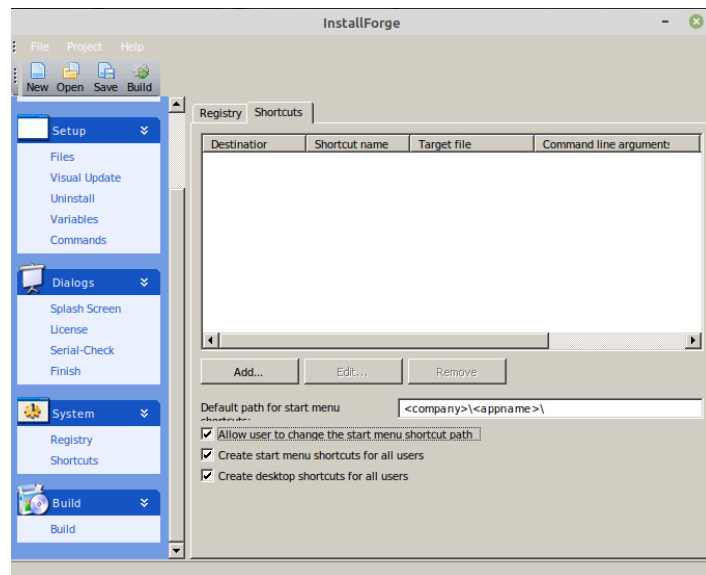 InstallForge
File Project Help
New Open Save Build
Setup
Files
Visual Update
Uninstall
Variables
Commands
Dialogs
Splash Screen
License
Serial-Check
Finish
System
Registry
Shortcuts
Build
Build
Registry Shortcuts
Destination Shortcut name Target file Command line arguments
Add... Edit... Remove
Default path for start menu
shortcuts: <company>\<appname>\
Allow user to change the start menu shortcut path
Create start menu shortcuts for all users
Create desktop shortcuts for all users